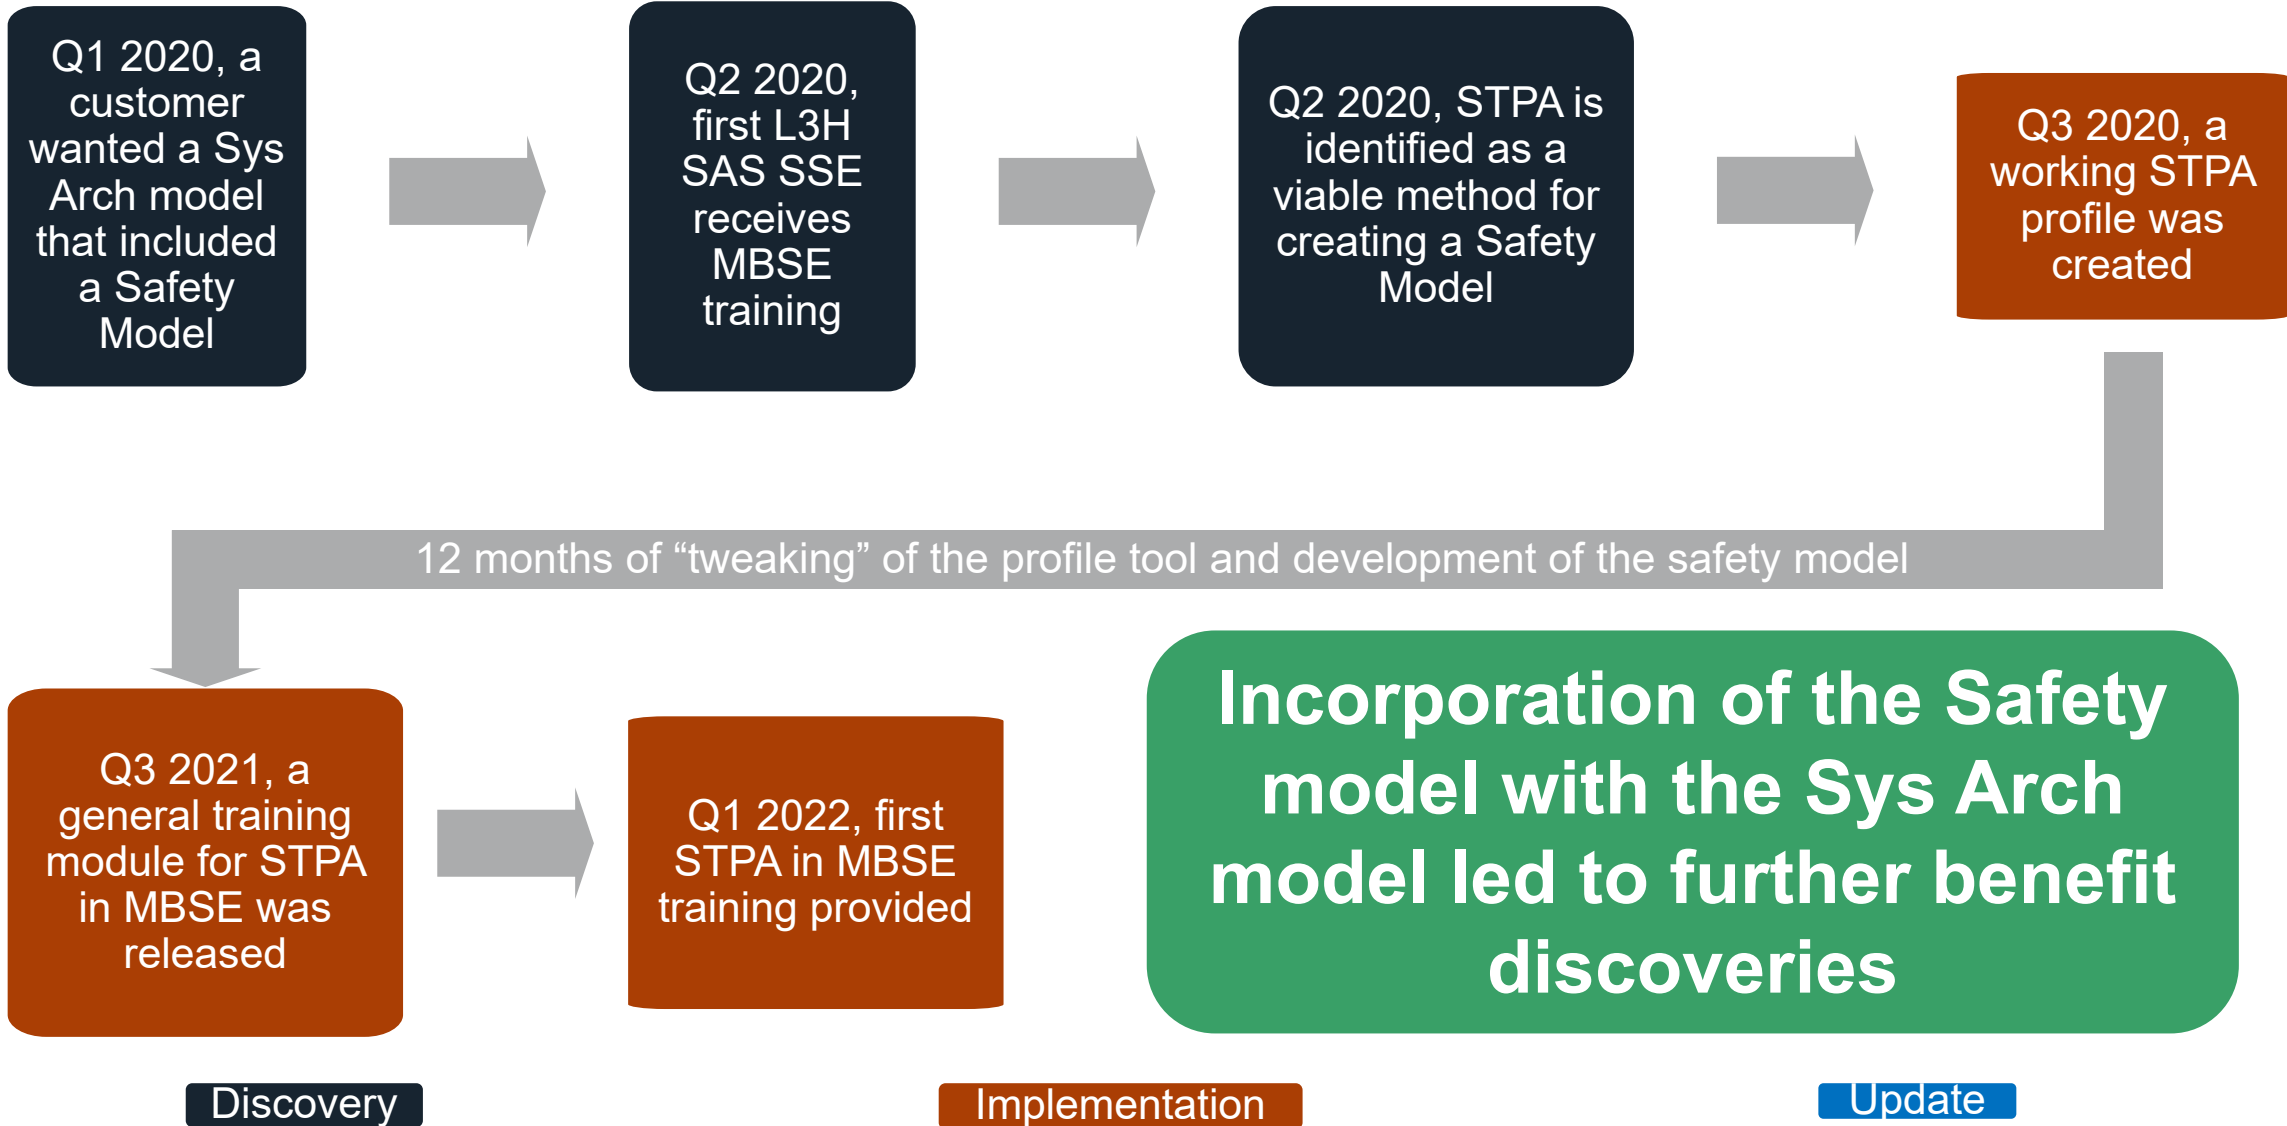 Q1 2020, a
customer
wanted a Sys
Arch model
that included
a Safety
Model
Q2 2020,
first L3H
SAS SSE
receives
MBSE
training
Q2 2020, STPA is
identified as a
viable method for
creating a Safety
Model
Q3 2020, a
working STPA
profile was
created
12 months of “tweaking” of the profile tool and development of the safety model
Q3 2021, a
general training
module for STPA
in MBSE was
released
Q1 2022, first
STPA in MBSE
training provided
Incorporation of the Safety
model with the Sys Arch
model led to further benefit
discoveries
Discovery
Implementation
Update